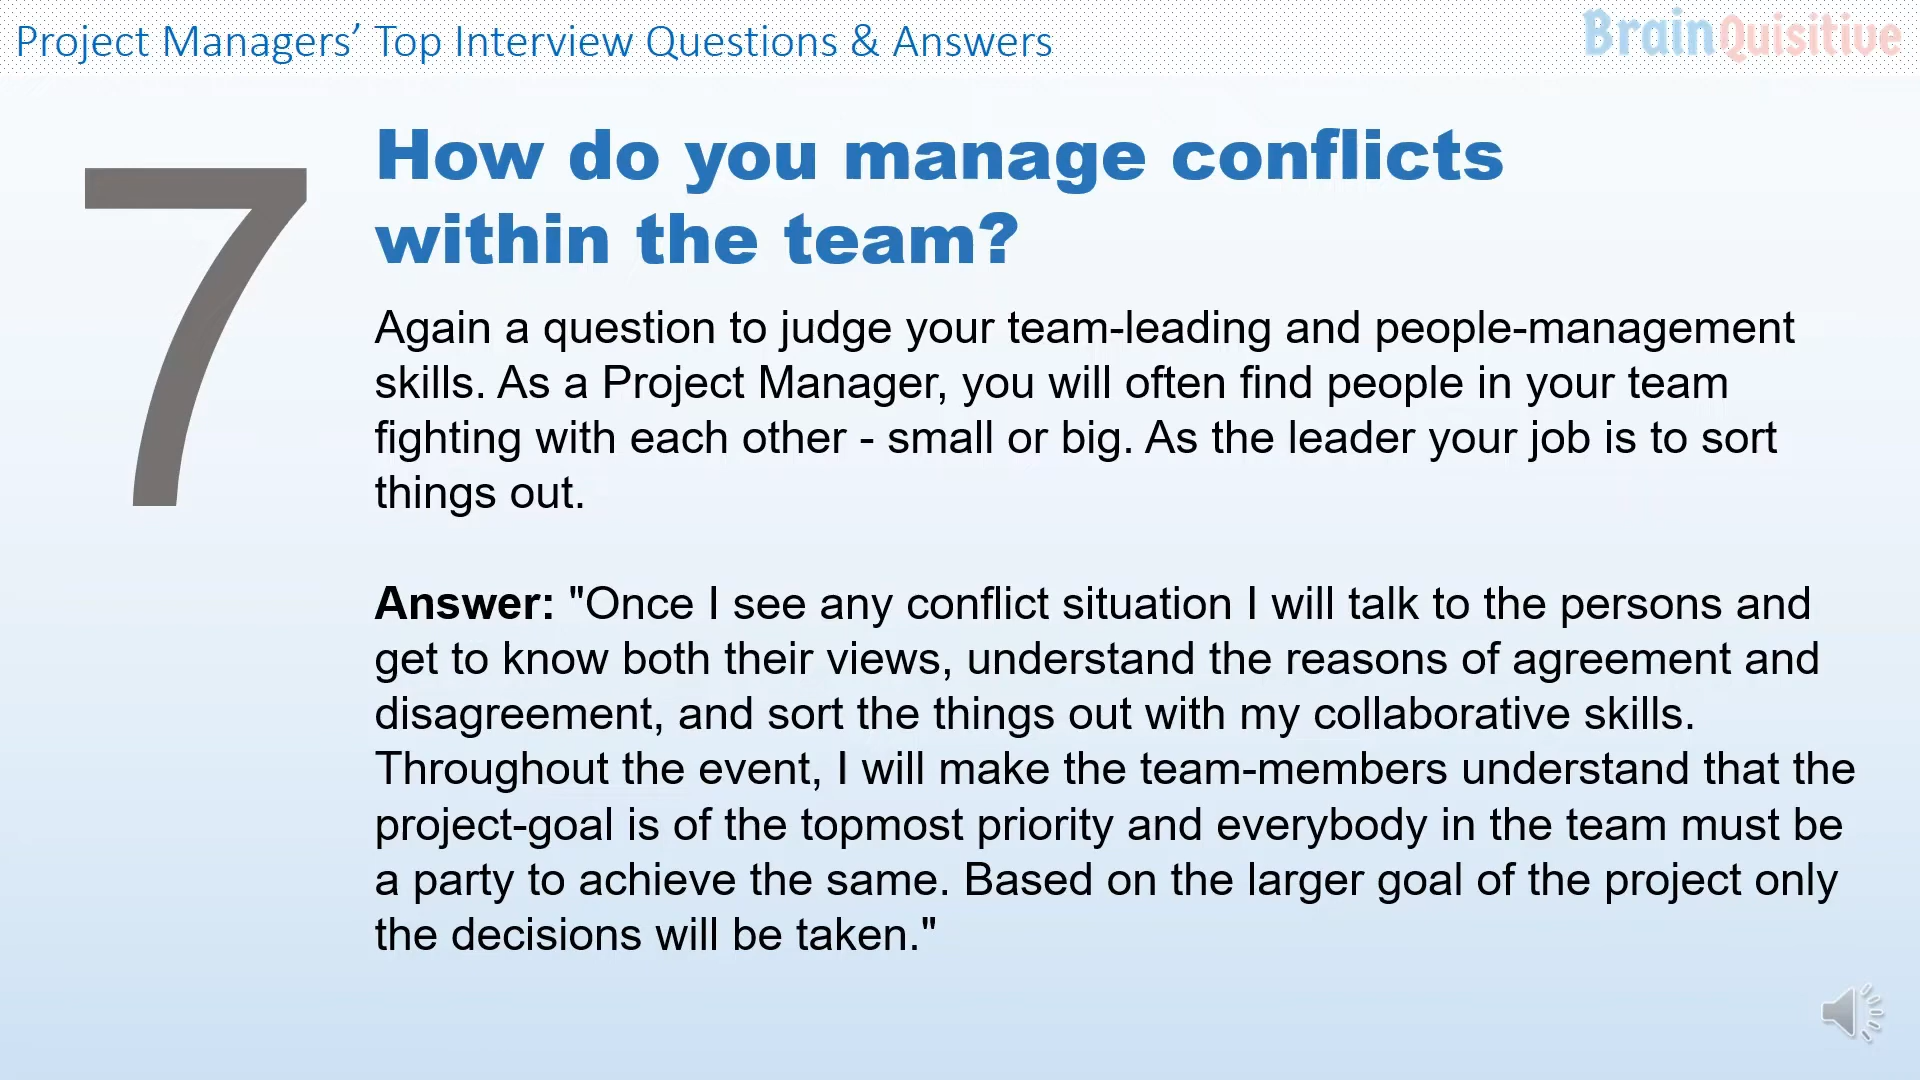 Project Managers’ Top Interview Questions & Answers
BrainQuisitive
7
How do you manage conflicts
within the team?
Again a question to judge your team-leading and people-management
skills. As a Project Manager, you will often find people in your team
fighting with each other - small or big. As the leader your job is to sort
things out.
Answer: "Once I see any conflict situation I will talk to the persons and
get to know both their views, understand the reasons of agreement and
disagreement, and sort the things out with my collaborative skills.
Throughout the event, I will make the team-members understand that the
project-goal is of the topmost priority and everybody in the team must be
a party to achieve the same. Based on the larger goal of the project only
the decisions will be taken."